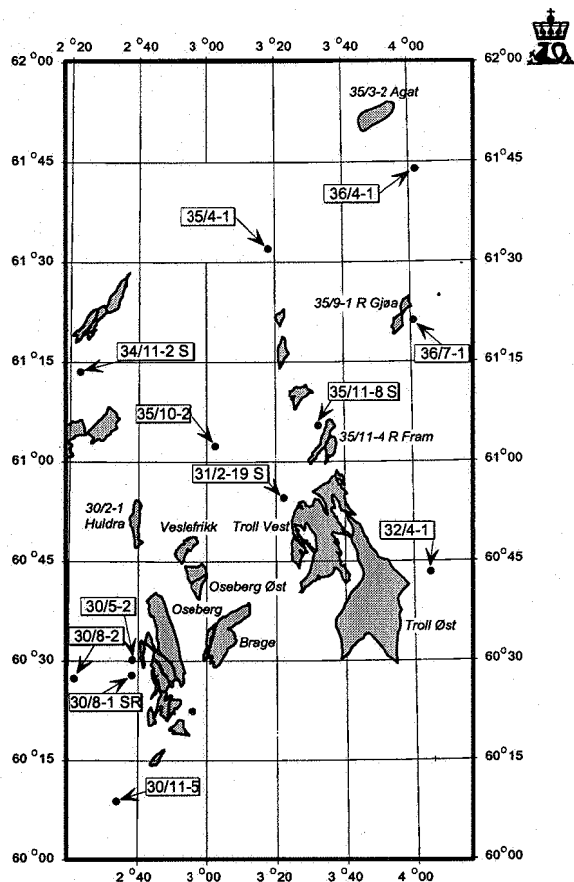 2 °20' 2 °40' 3 °00' 3 °20' 3 °40' 4 °00'
62 °00 62 °00
35/3-2 Agat
61 °45 61 °45
36/4-1
35/4-1
61 °30 61 °30
35/9-1 R Gjøa
34/11-2 S
36/7-1
61 °15 61 °15
35/11-8 S
35/10-2
35/11-4 R Fram
61 °00 61 °00
31/2-19 S
30/2-1
Huldra
Veslefrikk
Troll Vest
32/4-1
60 °45 60 °45
Oseberg Øst
30/5-2
Oseberg
Troll Øst
30/8-2
Brage
60 °30 60 °30
30/8-1 SR
60 °15 60 °15
30/11-5
60 °00 60 °00
2 °40' 3 °00' 3 °20' 3 °40' 4 °00'